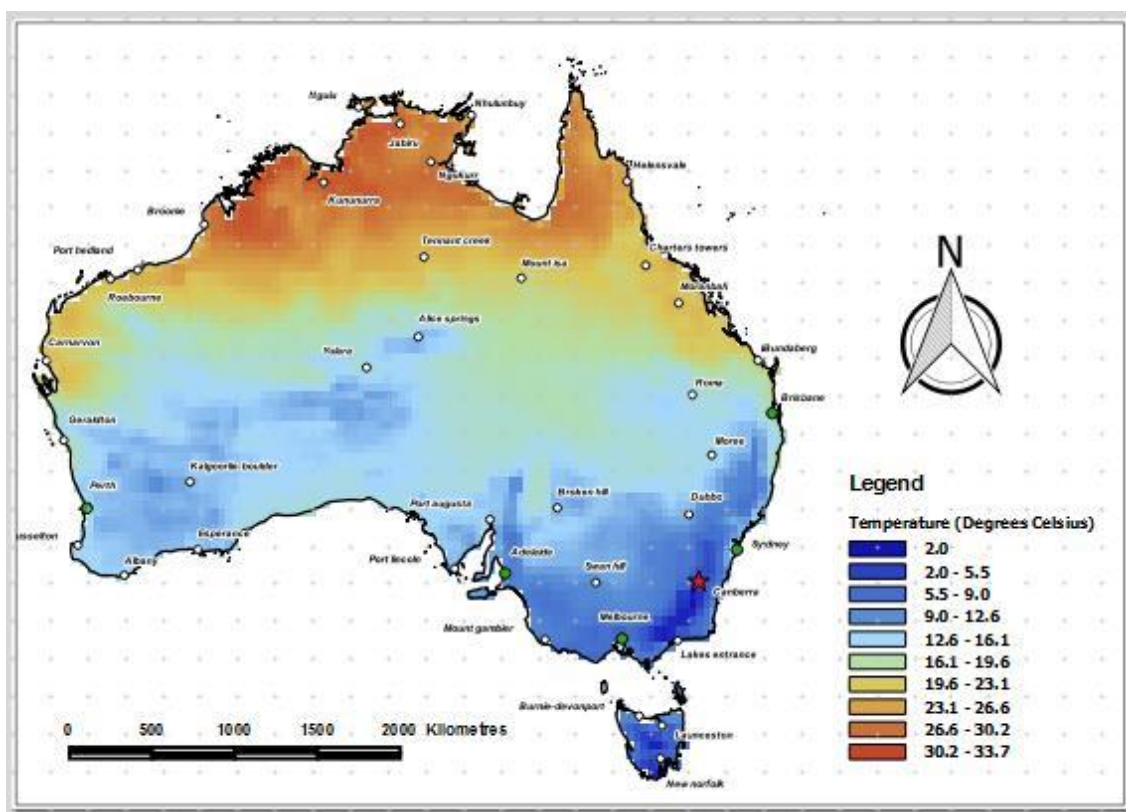 Nguiu
Nhulunbuy
Jabiru
Ngukurr
Kununarra
Helensvale
Broome
Tennant creek
Charters towers
Port hedland
Mount isa
Moranbah
Roebourne
N
Alice springs
Carnarvon
Yulara
Bundaberg
Roma
Brisbane
Geraldton
Moree
Kalgoorlie-boulder
Perth
Broken hill
Dubbo
Port augusta
Esperance
usselton
Albany
Port lincoln
Adelaide
Swan hill
Sydney
Canberra
Melbourne
Mount gambier
Lakes entrance
Burnie-devonport
Launceston
New norfolk
0 500 1000 1500 2000 Kilometres
Legend
Temperature (Degrees Celsius)
2.0
2.0 - 5.5
5.5 - 9.0
9.0 - 12.6
12.6 - 16.1
16.1 - 19.6
19.6 - 23.1
23.1 - 26.6
26.6 - 30.2
30.2 - 33.7